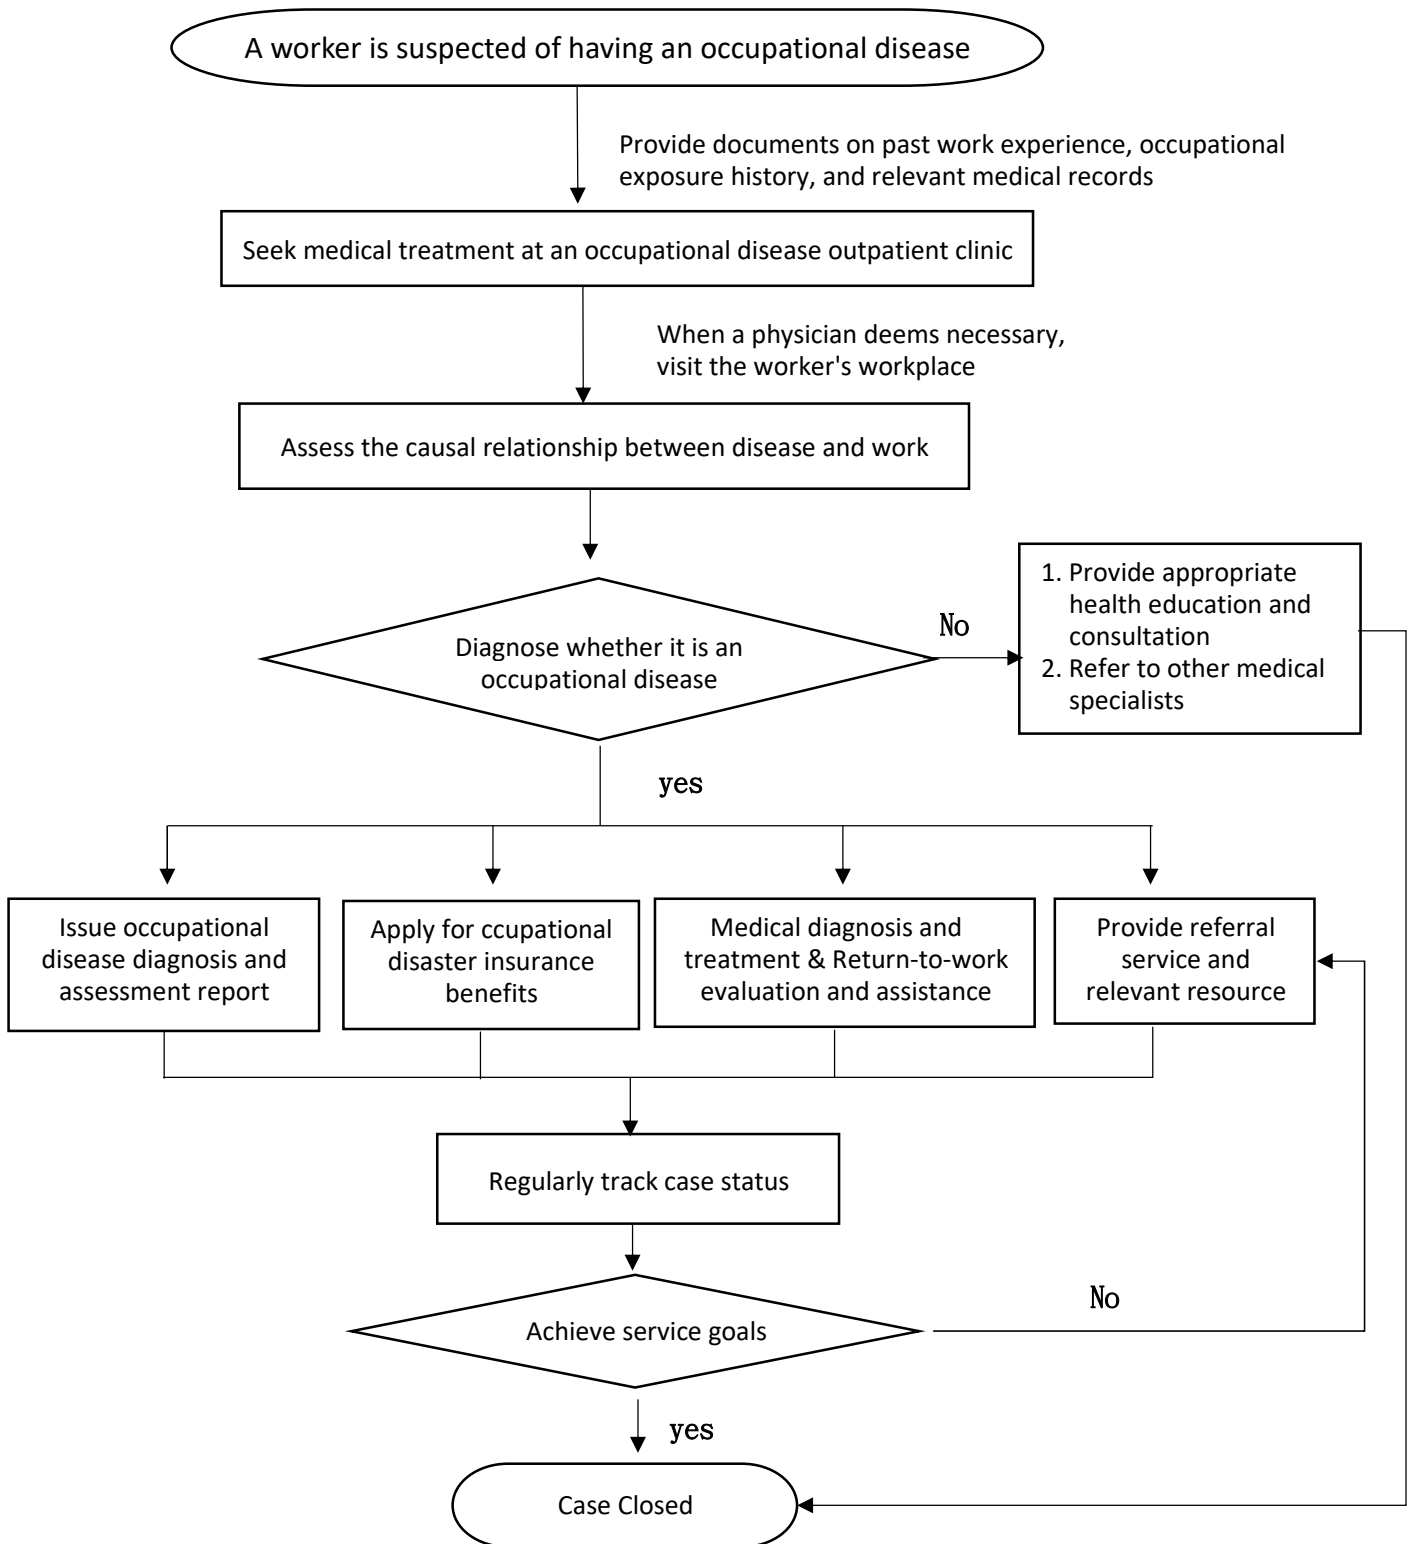 A worker is suspected of having an occupational disease
Provide documents on past work experience, occupational
exposure history, and relevant medical records
Seek medical treatment at an occupational disease outpatient clinic
When a physician deems necessary,
visit the worker's workplace
Assess the causal relationship between disease and work
Diagnose whether it is an
occupational disease
No
1. Provide appropriate
health education and
consultation
2. Refer to other medical
specialists
yes
Issue occupational
disease diagnosis and
assessment report
Apply for ccupational
disaster insurance
benefits
Medical diagnosis and
treatment & Return-to-work
evaluation and assistance
Provide referral
service and
relevant resource
Regularly track case status
Achieve service goals
No
yes
Case Closed